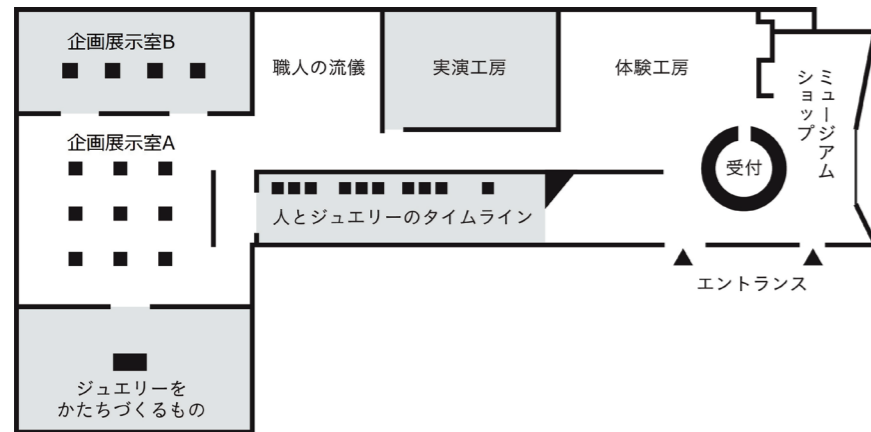 企画展示室B
職人の流儀
実演工房
体験工房
ミュージアム
ショップ
企画展示室A
受付
人とジュエリーのタイムライン
エントランス
ジュエリーを
かたちづくるもの